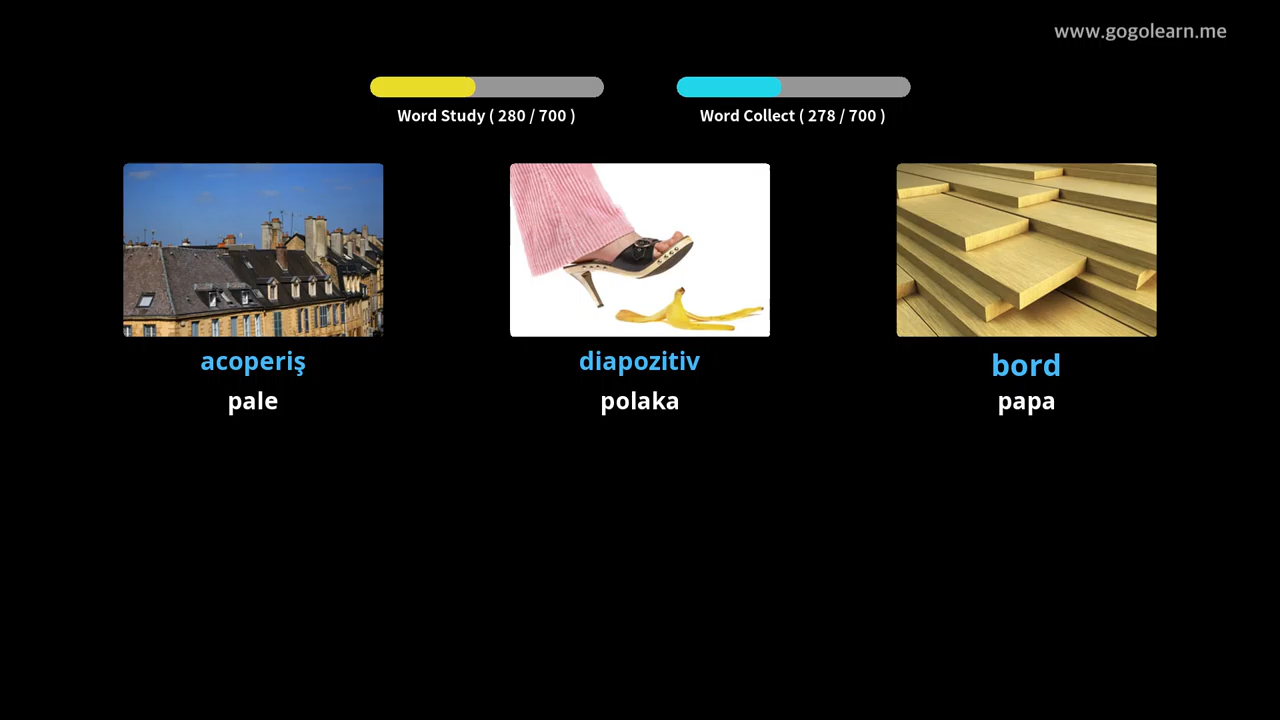 www.gogolearn.me
Word Study ( 280 / 700 )
Word Collect ( 278 / 700 )
acoperiş
diapozitiv
bord
pale
polaka
papa